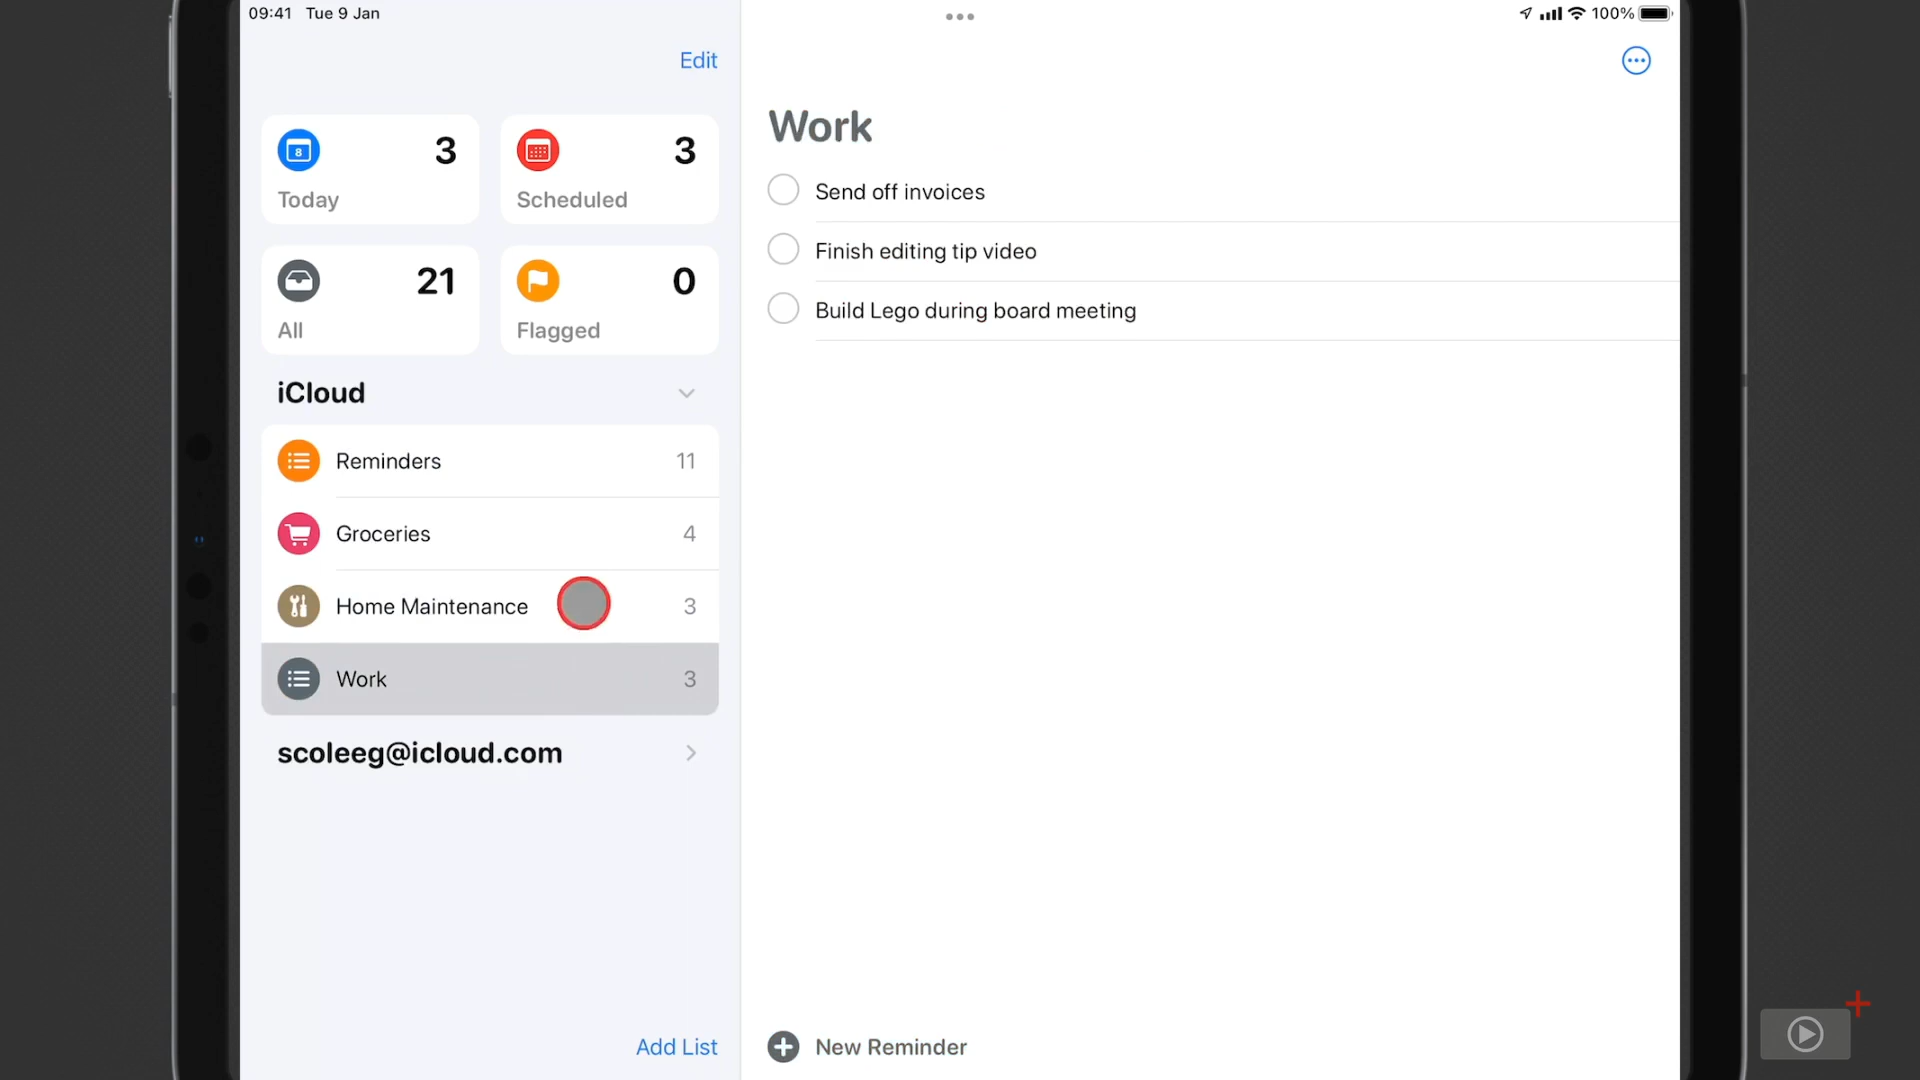 09:41 Tue 9 Jan
100%
Edit
8
3
Today
3
Scheduled
21
All
0
Flagged
iCloud
Reminders 11
Groceries 4
Home Maintenance 3
Work 3
scoleeg@icloud.com
Add List
Work
Send off invoices
Finish editing tip video
Build Lego during board meeting
New Reminder